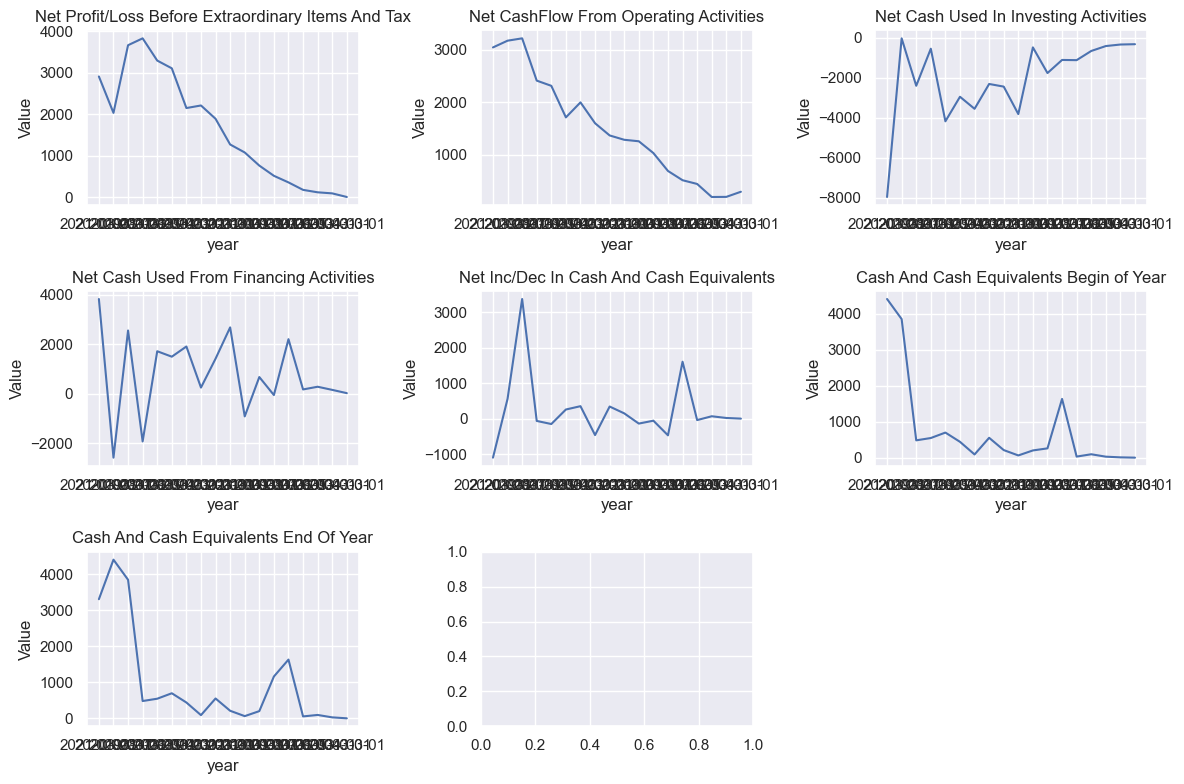 Net Profit/Loss Before Extraordinary Items And Tax
4000
3000
2000
1000
0
Value
year
Net CashFlow From Operating Activities
3000
2000
1000
Value
year
Net Cash Used In Investing Activities
0
−2000
−4000
−6000
−8000
Value
year
Net Cash Used From Financing Activities
4000
2000
0
−2000
Value
year
Net Inc/Dec In Cash And Cash Equivalents
3000
2000
1000
0
−1000
Value
year
Cash And Cash Equivalents Begin of Year
4000
3000
2000
1000
0
Value
year
Cash And Cash Equivalents End Of Year
4000
3000
2000
1000
0
Value
year
1.0
0.8
0.6
0.4
0.2
0.0
0.0 0.2 0.4 0.6 0.8 1.0